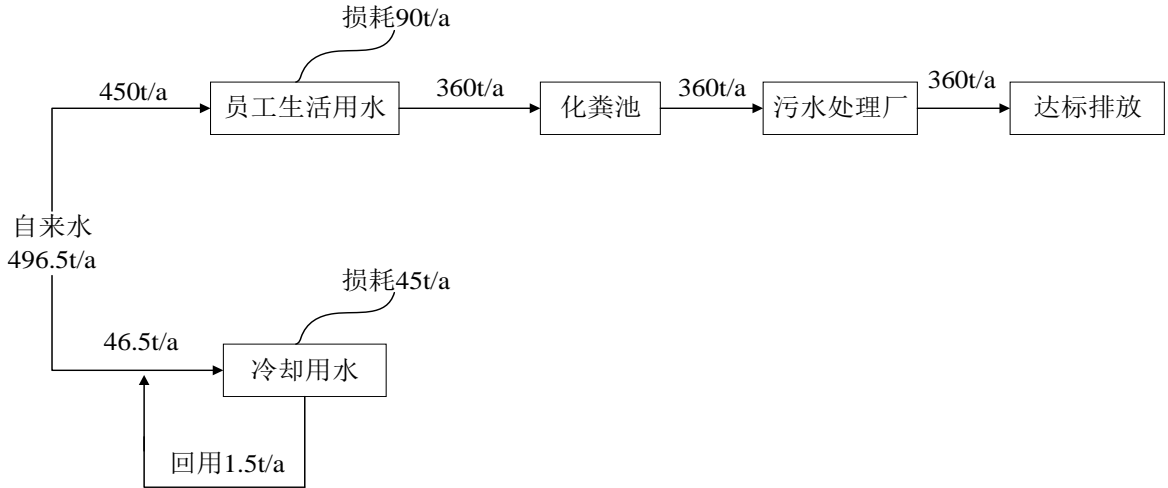 损耗90t/a
450t/a
员工生活用水
360t/a
化粪池
360t/a
污水处理厂
360t/a
达标排放
自来水
496.5t/a
损耗45t/a
46.5t/a
冷却用水
回用1.5t/a